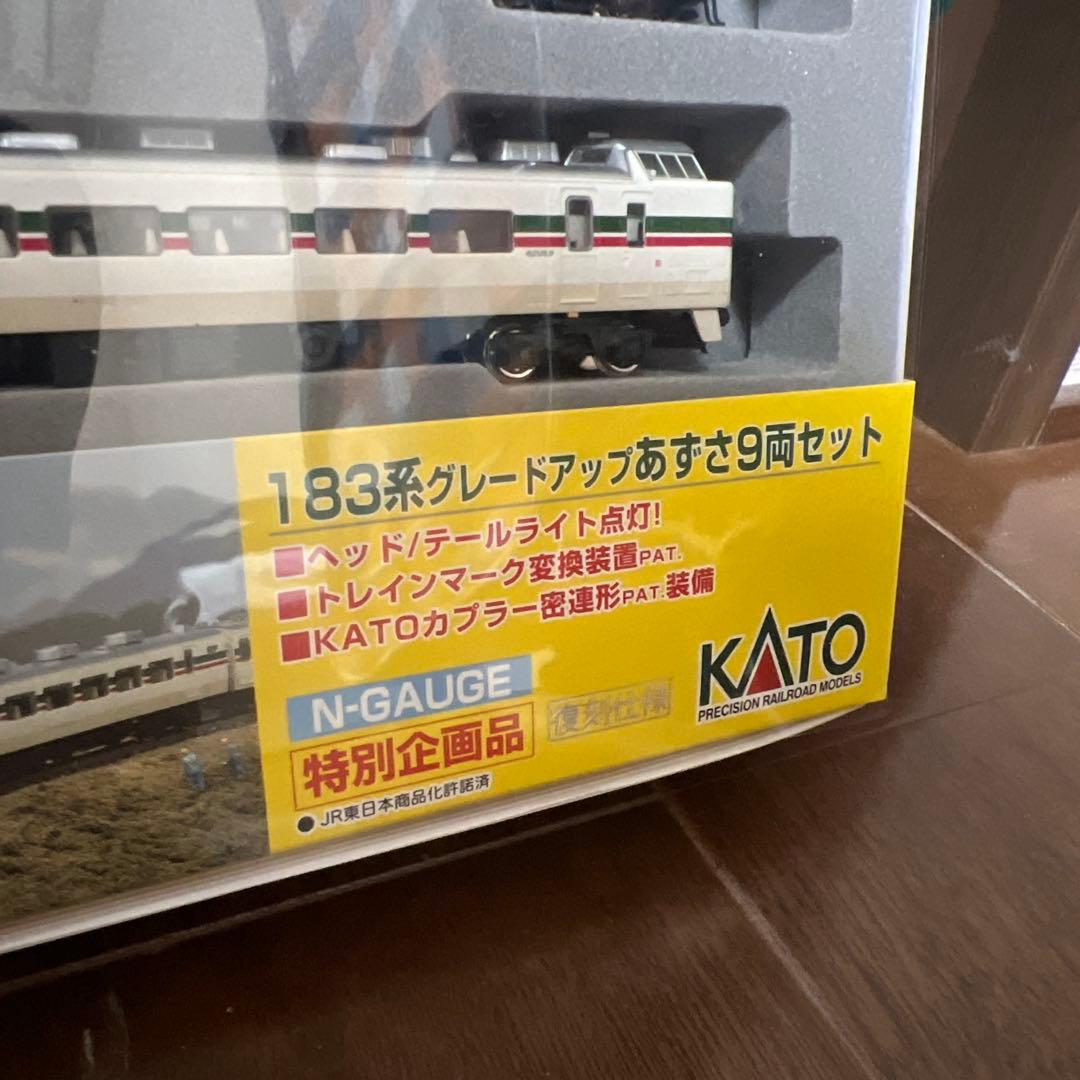 183系グレードアップあずさ9両セット
■ヘッド/テールライト点灯!
■トレインマーク変換装置PAT.
■KATOカプラー密連形PAT.装備
N-GAUGE
特別企画品
復刻仕様
KATO
PRECISION RAILROAD MODELS
●JR東日本商品化許諾済